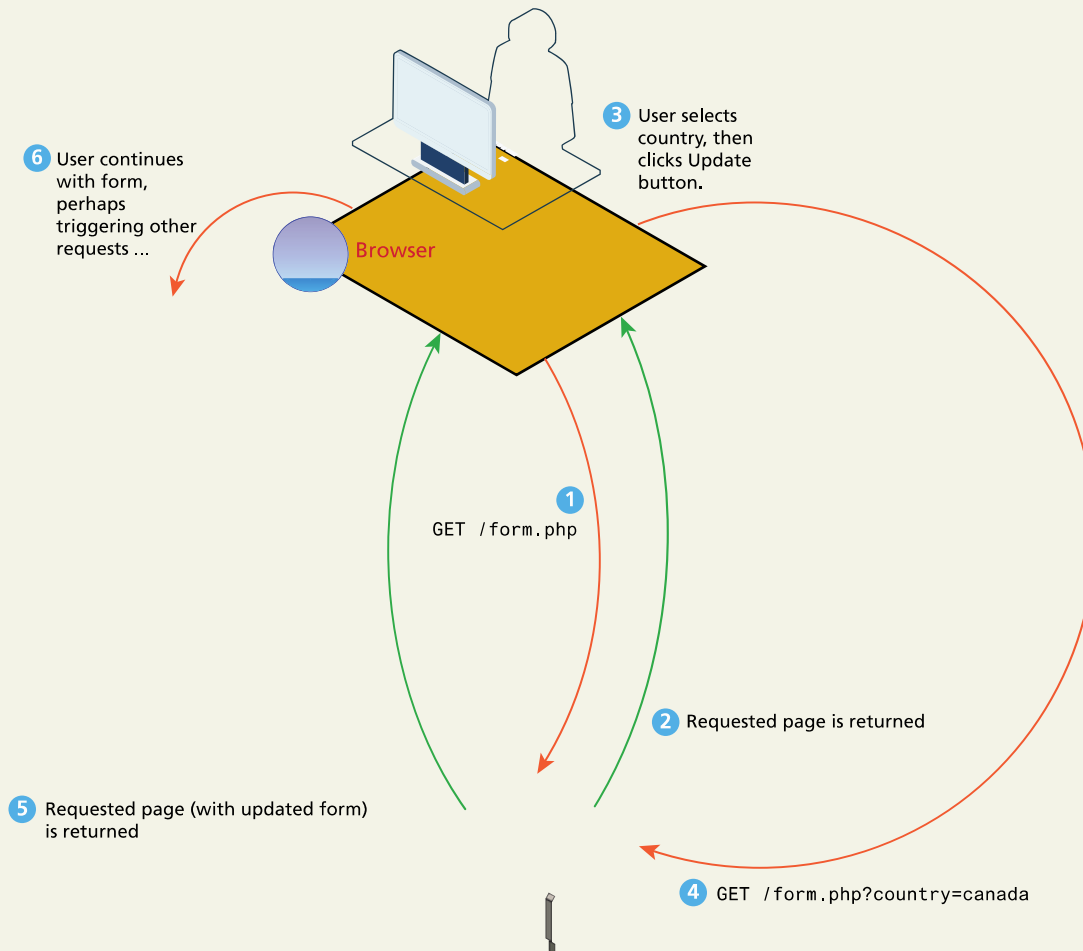 3 User selects
country, then
clicks Update
button.
6 User continues
with form,
perhaps
triggering other
requests ...
Browser
1
GET /form.php
2 Requested page is returned
5 Requested page (with updated form)
is returned
4 GET /form.php?country=canada